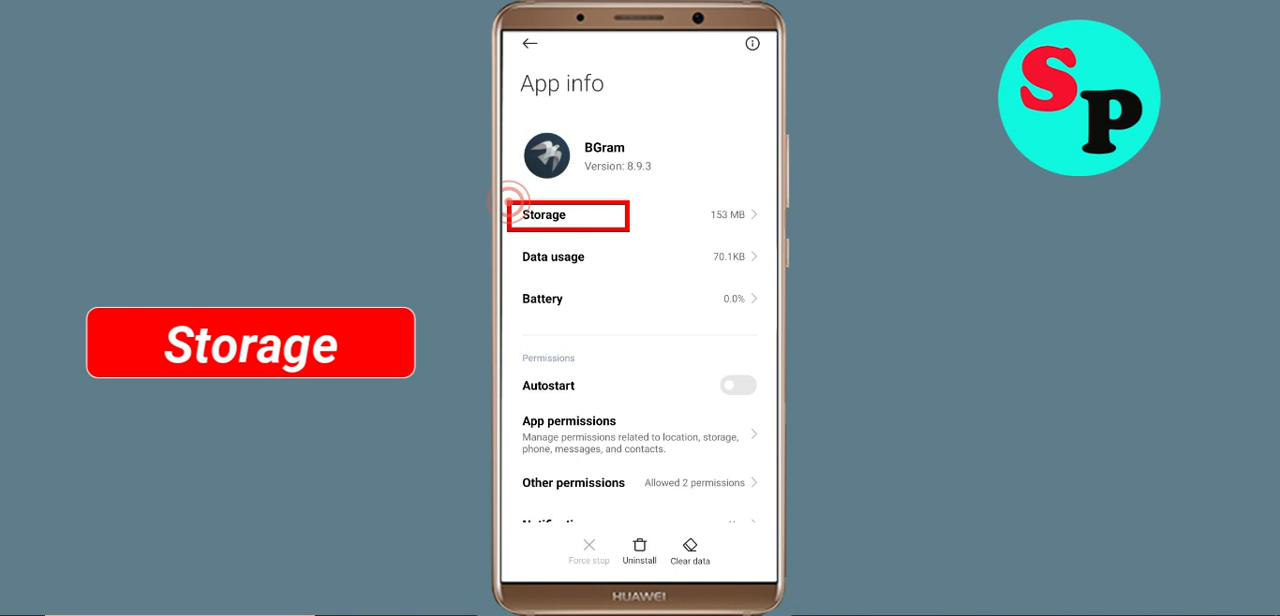 App info
SP
BGram
Version: 8.9.3
Storage 153 MB
Data usage 70.1KB
Battery 0.0%
Storage
Permissions
Autostart
App permissions
Manage permissions related to location, storage,
phone, messages, and contacts.
Other permissions Allowed 2 permissions
Force stop Uninstall Clear data
HUAWEI